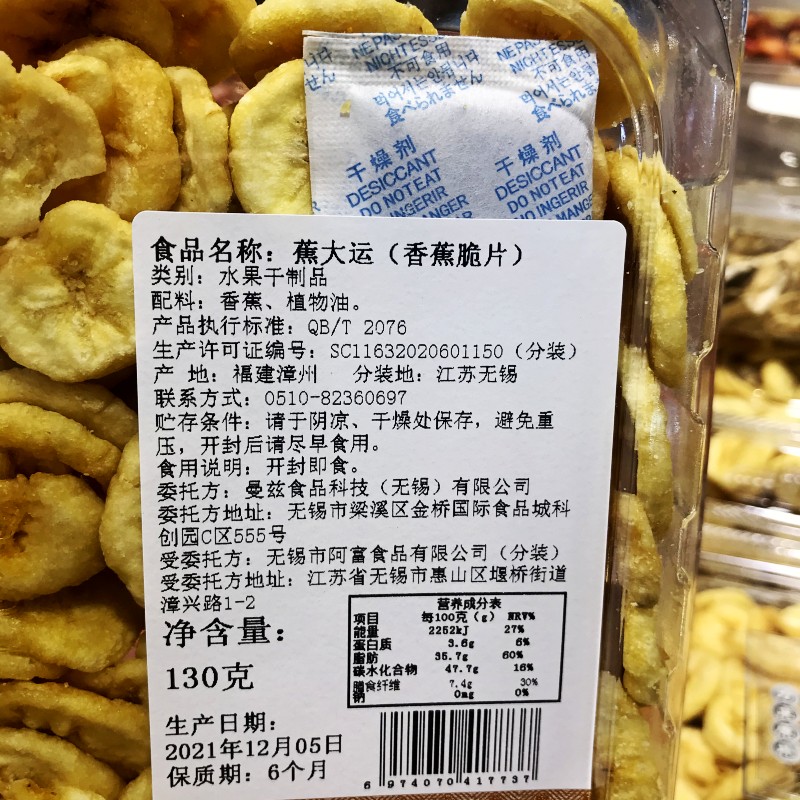 NEPAS
NIGHT ESSEN
不可食用
먹어서는안됩니다
食べられません
干燥剂
DESICCANT
DO NOT EAT
NO INGERIR
干燥剂
DESICCANT
DO NOT EAT
INGERIR
食品名称：蕉大运（香蕉脆片）
类别：水果干制品
配料：香蕉、植物油。
产品执行标准：QB/T 2076
生产许可证编号：SC11632020601150（分装）
产 地：福建漳州 分装地：江苏无锡
联系方式：0510-82360697
贮存条件：请于阴凉、干燥处保存，避免重
压，开封后请尽早食用。
食用说明：开封即食。
委托方：曼兹食品科技（无锡）有限公司
委托方地址：无锡市梁溪区金桥国际食品城科
创园C区555号
受委托方：无锡市阿富食品有限公司（分装）
受委托方地址：江苏省无锡市惠山区堰桥街道
漳兴路1-2
净含量：
130克
生产日期：
2021年12月05日
保质期：6个月
营养成分表
项目 每100克（g） NRV%
能量 2252kJ 27%
蛋白质 3.6g 6%
脂肪 35.7g 60%
碳水化合物 47.7g 16%
膳食纤维 7.4g 30%
钠 0mg 0%
6 974070 417737